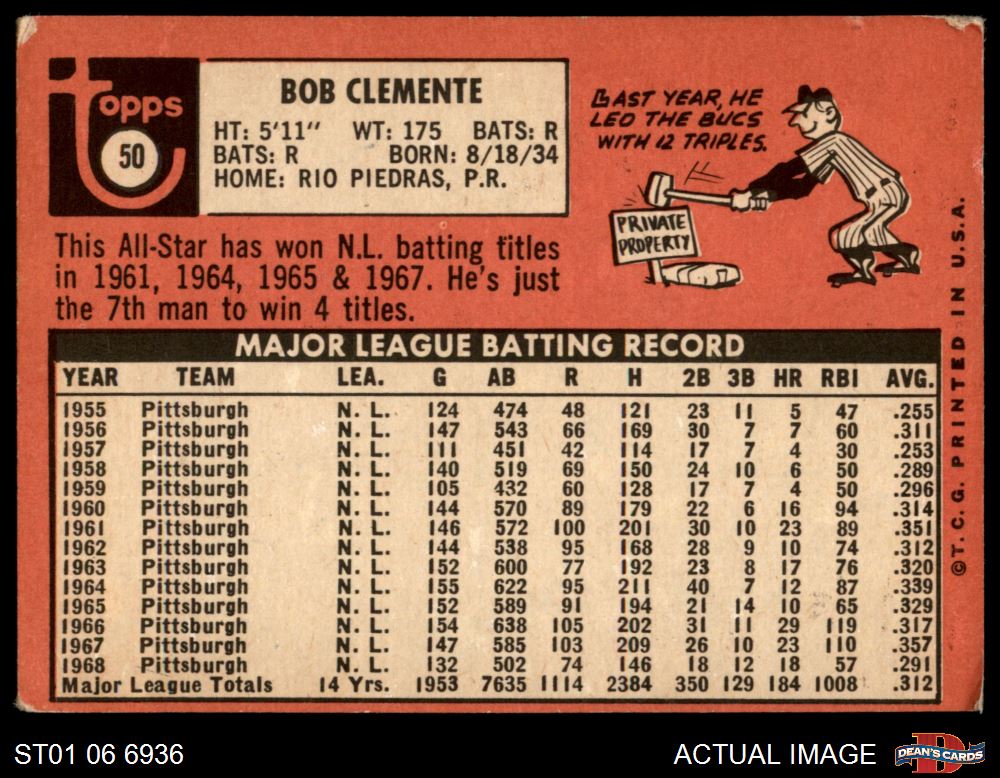 Topps
50
BOB CLEMENTE
HT: 5'11" WT: 175 BATS: R
BATS: R BORN: 8/18/34
HOME: RIO PIEDRAS, P.R.
LAST YEAR, HE
LED THE BUCS
WITH 12 TRIPLES.
PRIVATE
PROPERTY
This All-Star has won N.L. batting titles
in 1961, 1964, 1965 & 1967. He's just
the 7th man to win 4 titles.
MAJOR LEAGUE BATTING RECORD
YEAR TEAM LEA. G AB R H 2B 3B HR RBI AVG.
1955 Pittsburgh N. L. 124 474 48 121 23 11 5 47 .255
1956 Pittsburgh N. L. 147 543 66 169 30 7 7 60 .311
1957 Pittsburgh N. L. 111 451 42 114 17 7 4 30 .253
1958 Pittsburgh N. L. 140 519 69 150 24 10 6 50 .289
1959 Pittsburgh N. L. 105 432 60 128 17 7 4 50 .296
1960 Pittsburgh N. L. 144 570 89 179 22 6 16 94 .314
1961 Pittsburgh N. L. 146 572 100 201 30 10 23 89 .351
1962 Pittsburgh N. L. 144 538 95 168 28 9 10 74 .312
1963 Pittsburgh N. L. 152 600 77 192 23 8 17 76 .320
1964 Pittsburgh N. L. 155 622 95 211 40 7 12 87 .339
1965 Pittsburgh N. L. 152 589 91 194 21 14 10 65 .329
1966 Pittsburgh N. L. 154 638 105 202 31 11 29 119 .317
1967 Pittsburgh N. L. 147 585 103 209 26 10 23 110 .357
1968 Pittsburgh N. L. 132 502 74 146 18 12 18 57 .291
Major League Totals 14 Yrs. 1953 7635 1114 2384 350 129 184 1008 .312
©T. C. G. PRINTED IN U.S.A.
ST01 06 6936
ACTUAL IMAGE
D
DEAN'S CARDS